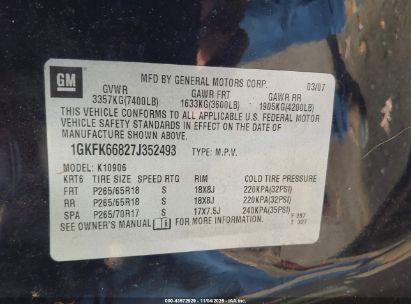 GM
MFD BY GENERAL MOTORS CORP. 03/07
GVWR GAWR FRT GAWR RR
3357KG(7400LB) 1633KG(3600LB) 1905KG(4200LB)
THIS VEHICLE CONFORMS TO ALL APPLICABLE U.S. FEDERAL MOTOR
VEHICLE SAFETY STANDARDS IN EFFECT ON THE DATE OF
MANUFACTURE SHOWN ABOVE.
1GKFK66827J352493 TYPE: M.P.V.
MODEL: K10906
KRT6 TIRE SIZE SPEED RTG RIM COLD TIRE PRESSURE
FRT P265/65R18 S 18X8J 220KPA(32PSI)
RR P265/65R18 S 18X8J 220KPA(32PSI)
SPA P265/70R17 S 17X7.5J 240KPA(35PSI)
SEE OWNER'S MANUAL FOR MORE INFORMATION.